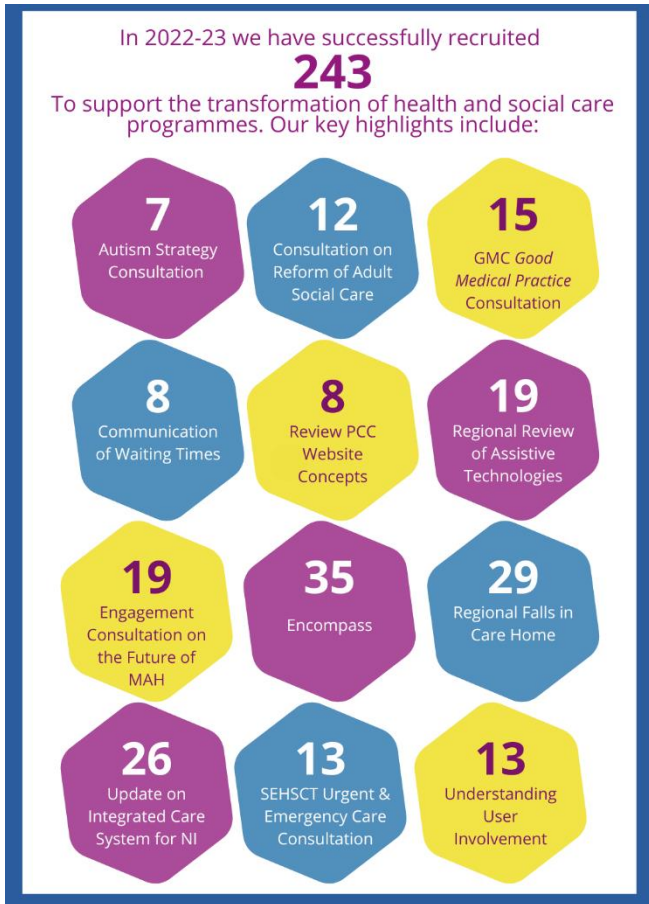 In 2022-23 we have successfully recruited
243
To support the transformation of health and social care
programmes. Our key highlights include:
7
Autism Strategy
Consultation
12
Consultation on
Reform of Adult
Social Care
15
GMC Good
Medical Practice
Consultation
8
Communication
of Waiting Times
8
Review PCC
Website
Concepts
19
Regional Review
of Assistive
Technologies
19
Engagement
Consultation on
the Future of
MAH
35
Encompass
29
Regional Falls in
Care Home
26
Update on
Integrated Care
System for NI
13
SEHSCT Urgent &
Emergency Care
Consultation
13
Understanding
User
Involvement